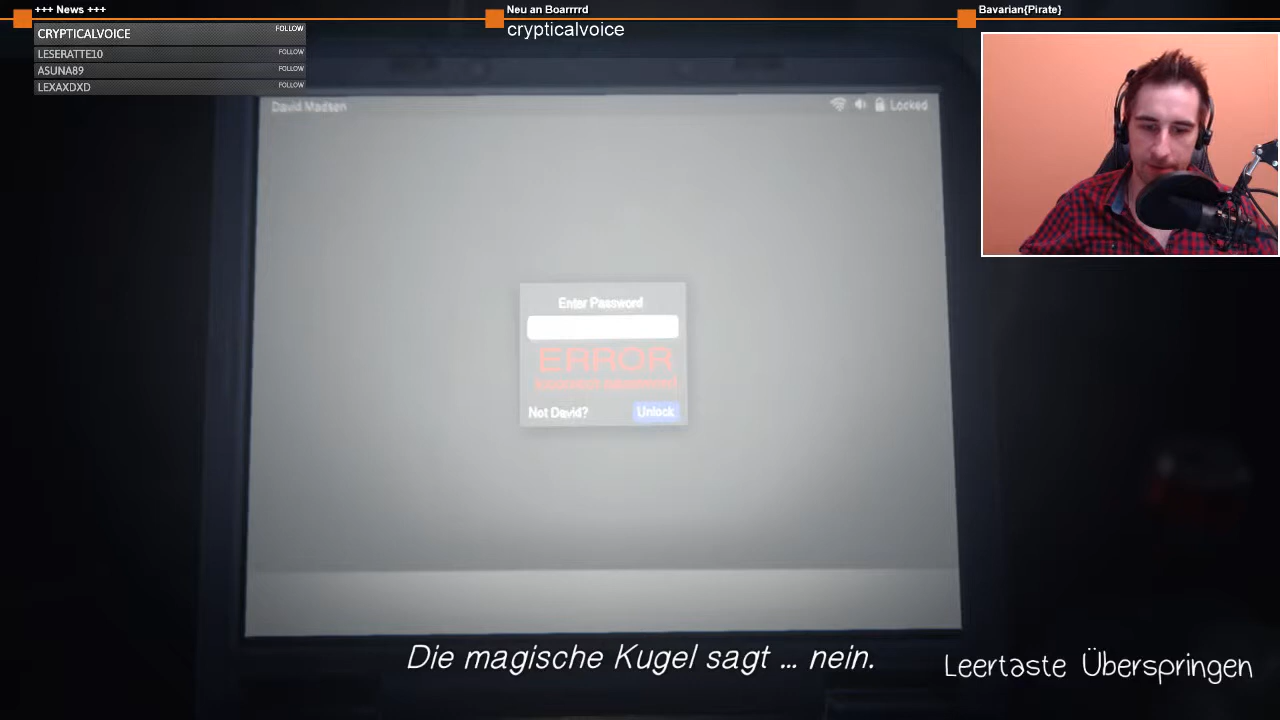 +++ News +++
Neu an Boarrrrd
Bavarian{Pirate}
CRYPTICALVOICE FOLLOW
crypticalvoice
LESERATTE10 FOLLOW
ASUNA89 FOLLOW
LEXAXDXD FOLLOW
David Madsen
Locked
Enter Password
ERROR
Not David? Unlock
Die magische Kugel sagt ... nein.
Leertaste Überspringen